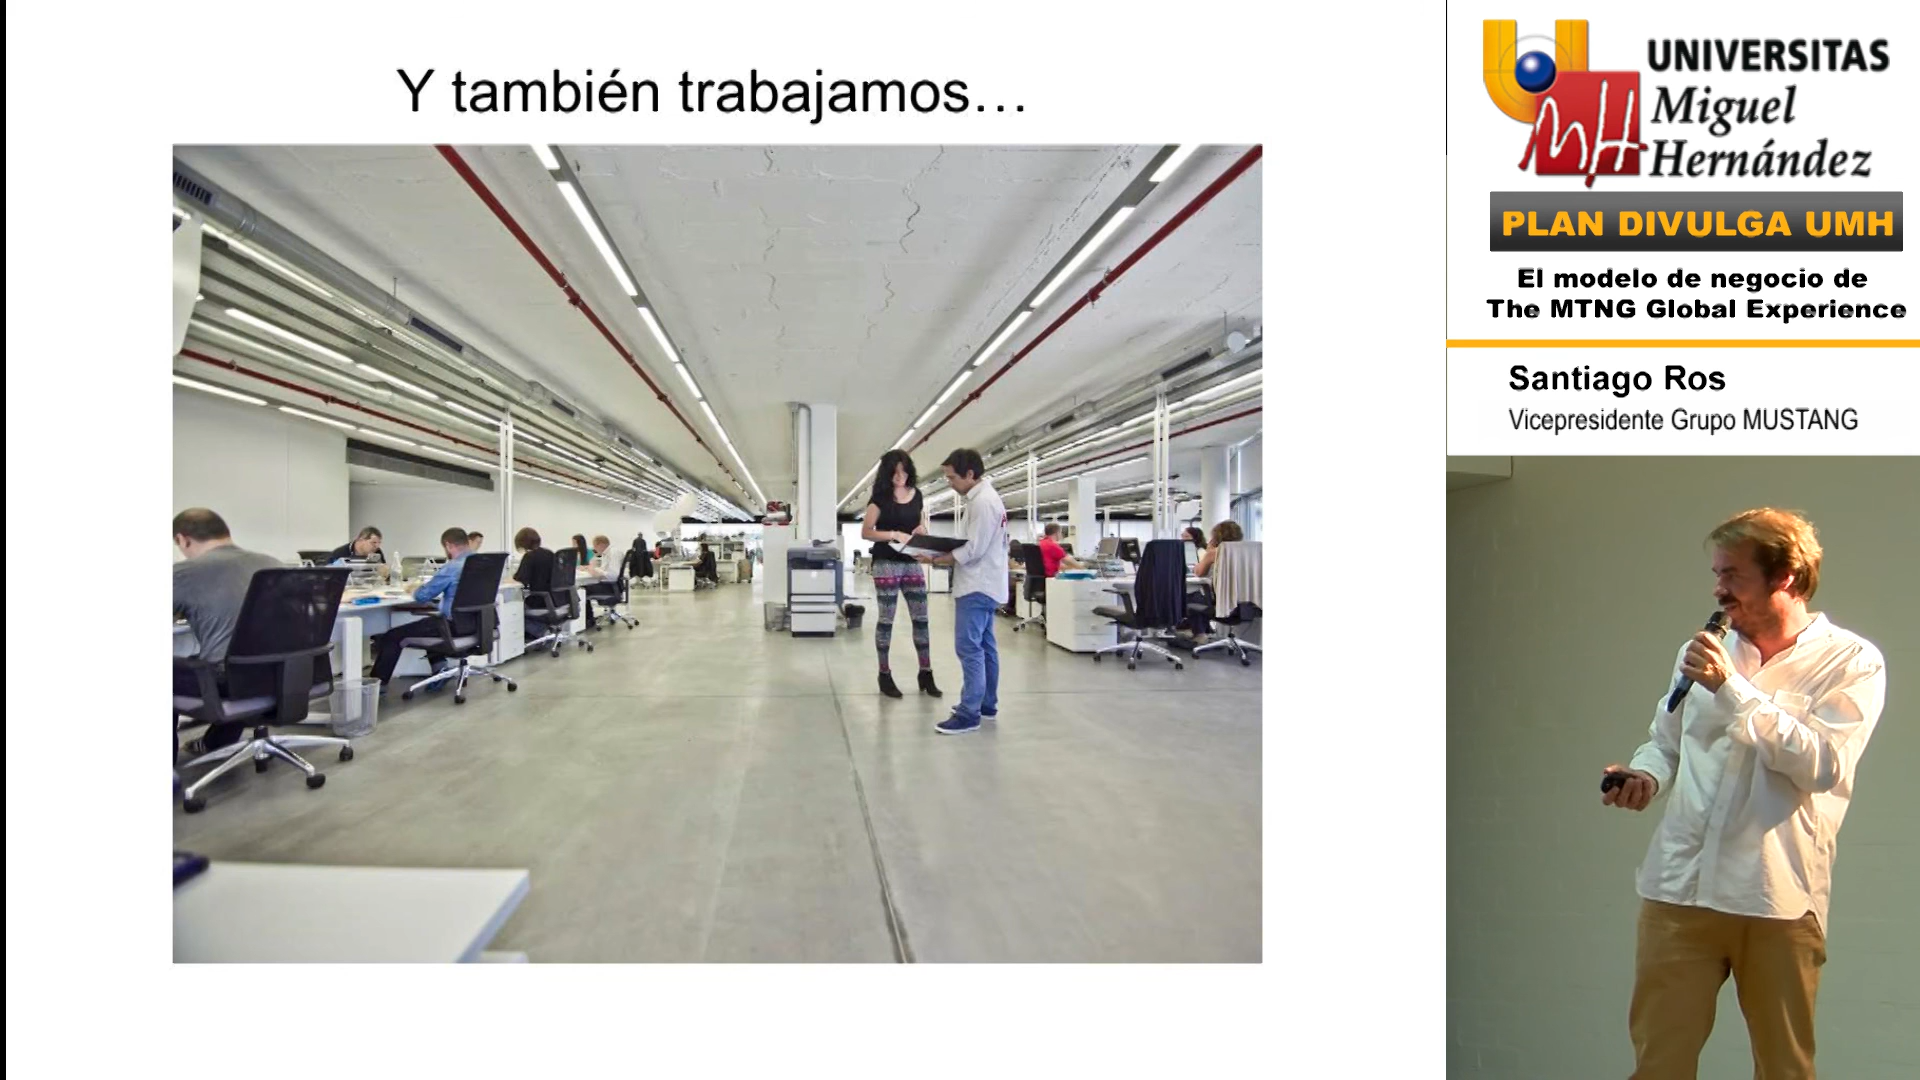 Y también trabajamos...
UNIVERSITAS
Miguel
Hernández
PLAN DIVULGA UMH
El modelo de negocio de
The MTNG Global Experience
Santiago Ros
Vicepresidente Grupo MUSTANG